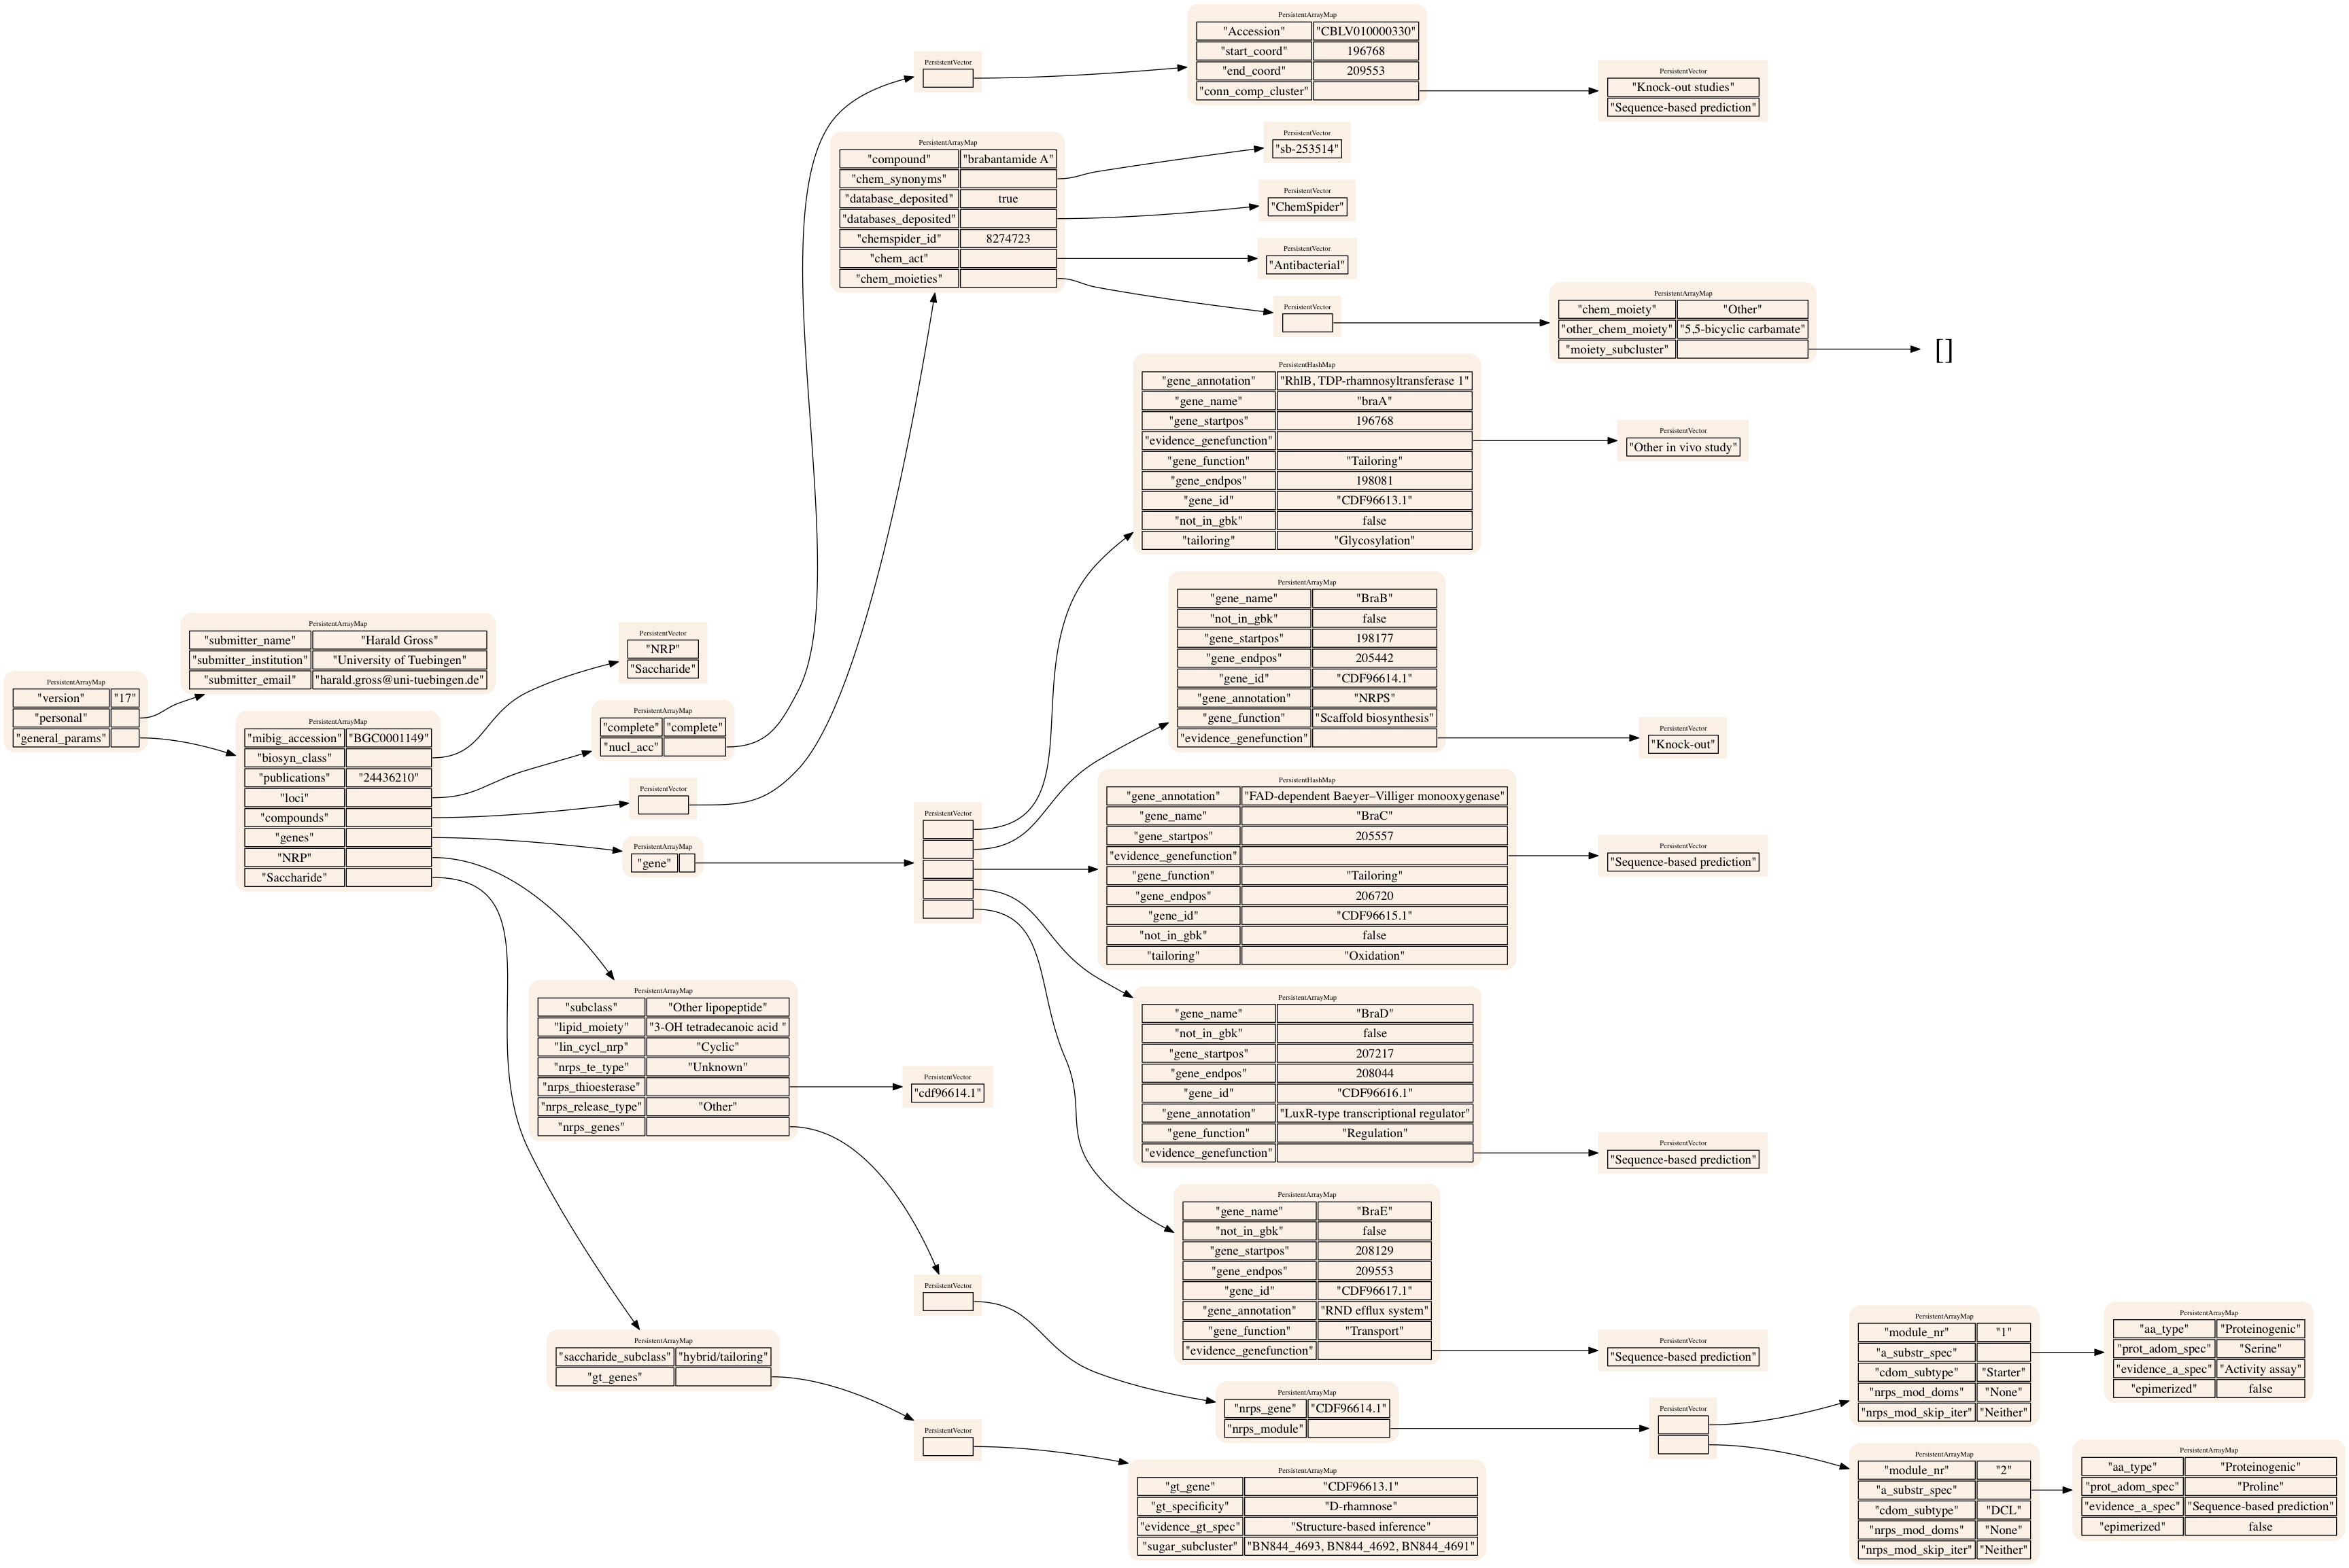 PersistentArrayMap
"version" "17"
"personal"
"general_params"
PersistentArrayMap
"submitter_name" "Harald Gross"
"submitter_institution" "University of Tuebingen"
"submitter_email" "harald.gross@uni-tuebingen.de"
PersistentArrayMap
"mibig_accession" "BGC0001149"
"biosyn_class"
"publications" "24436210"
"loci"
"compounds"
"genes"
"NRP"
"Saccharide"
PersistentVector
"NRP"
"Saccharide"
PersistentArrayMap
"complete" "complete"
"nucl_acc"
PersistentVector
PersistentArrayMap
"gene"
PersistentArrayMap
"subclass" "Other lipopeptide"
"lipid_moiety" "3-OH tetradecanoic acid "
"lin_cycl_nrp" "Cyclic"
"nrps_te_type" "Unknown"
"nrps_thioesterase"
"nrps_release_type" "Other"
"nrps_genes"
PersistentArrayMap
"saccharide_subclass" "hybrid/tailoring"
"gt_genes"
PersistentVector
PersistentArrayMap
"compound" "brabantamide A"
"chem_synonyms"
"database_deposited" true
"databases_deposited"
"chemspider_id" 8274723
"chem_act"
"chem_moieties"
PersistentVector
PersistentVector
"cdf96614.1"
PersistentVector
PersistentVector
PersistentArrayMap
"Accession" "CBLV010000330"
"start_coord" 196768
"end_coord" 209553
"conn_comp_cluster"
PersistentVector
"sb-253514"
PersistentVector
"ChemSpider"
PersistentVector
"Antibacterial"
PersistentVector
PersistentHashMap
"gene_annotation" "RhlB, TDP-rhamnosyltransferase 1"
"gene_name" "braA"
"gene_startpos" 196768
"evidence_genefunction"
"gene_function" "Tailoring"
"gene_endpos" 198081
"gene_id" "CDF96613.1"
"not_in_gbk" false
"tailoring" "Glycosylation"
PersistentArrayMap
"gene_name" "BraB"
"not_in_gbk" false
"gene_startpos" 198177
"gene_endpos" 205442
"gene_id" "CDF96614.1"
"gene_annotation" "NRPS"
"gene_function" "Scaffold biosynthesis"
"evidence_genefunction"
PersistentHashMap
"gene_annotation" "FAD-dependent Baeyer–Villiger monooxygenase"
"gene_name" "BraC"
"gene_startpos" 205557
"evidence_genefunction"
"gene_function" "Tailoring"
"gene_endpos" 206720
"gene_id" "CDF96615.1"
"not_in_gbk" false
"tailoring" "Oxidation"
PersistentArrayMap
"gene_name" "BraD"
"not_in_gbk" false
"gene_startpos" 207217
"gene_endpos" 208044
"gene_id" "CDF96616.1"
"gene_annotation" "LuxR-type transcriptional regulator"
"gene_function" "Regulation"
"evidence_genefunction"
PersistentArrayMap
"gene_name" "BraE"
"not_in_gbk" false
"gene_startpos" 208129
"gene_endpos" 209553
"gene_id" "CDF96617.1"
"gene_annotation" "RND efflux system"
"gene_function" "Transport"
"evidence_genefunction"
PersistentArrayMap
"nrps_gene" "CDF96614.1"
"nrps_module"
PersistentArrayMap
"gt_gene" "CDF96613.1"
"gt_specificity" "D-rhamnose"
"evidence_gt_spec" "Structure-based inference"
"sugar_subcluster" "BN844_4693, BN844_4692, BN844_4691"
PersistentVector
"Knock-out studies"
"Sequence-based prediction"
PersistentArrayMap
"chem_moiety" "Other"
"other_chem_moiety" "5,5-bicyclic carbamate"
"moiety_subcluster"
[]
PersistentVector
"Other in vivo study"
PersistentVector
"Knock-out"
PersistentVector
"Sequence-based prediction"
PersistentVector
"Sequence-based prediction"
PersistentVector
"Sequence-based prediction"
PersistentVector
PersistentArrayMap
"module_nr" "1"
"a_substr_spec"
"cdom_subtype" "Starter"
"nrps_mod_doms" "None"
"nrps_mod_skip_iter" "Neither"
PersistentArrayMap
"module_nr" "2"
"a_substr_spec"
"cdom_subtype" "DCL"
"nrps_mod_doms" "None"
"nrps_mod_skip_iter" "Neither"
PersistentArrayMap
"aa_type" "Proteinogenic"
"prot_adom_spec" "Serine"
"evidence_a_spec" "Activity assay"
"epimerized" false
PersistentArrayMap
"aa_type" "Proteinogenic"
"prot_adom_spec" "Proline"
"evidence_a_spec" "Sequence-based prediction"
"epimerized" false